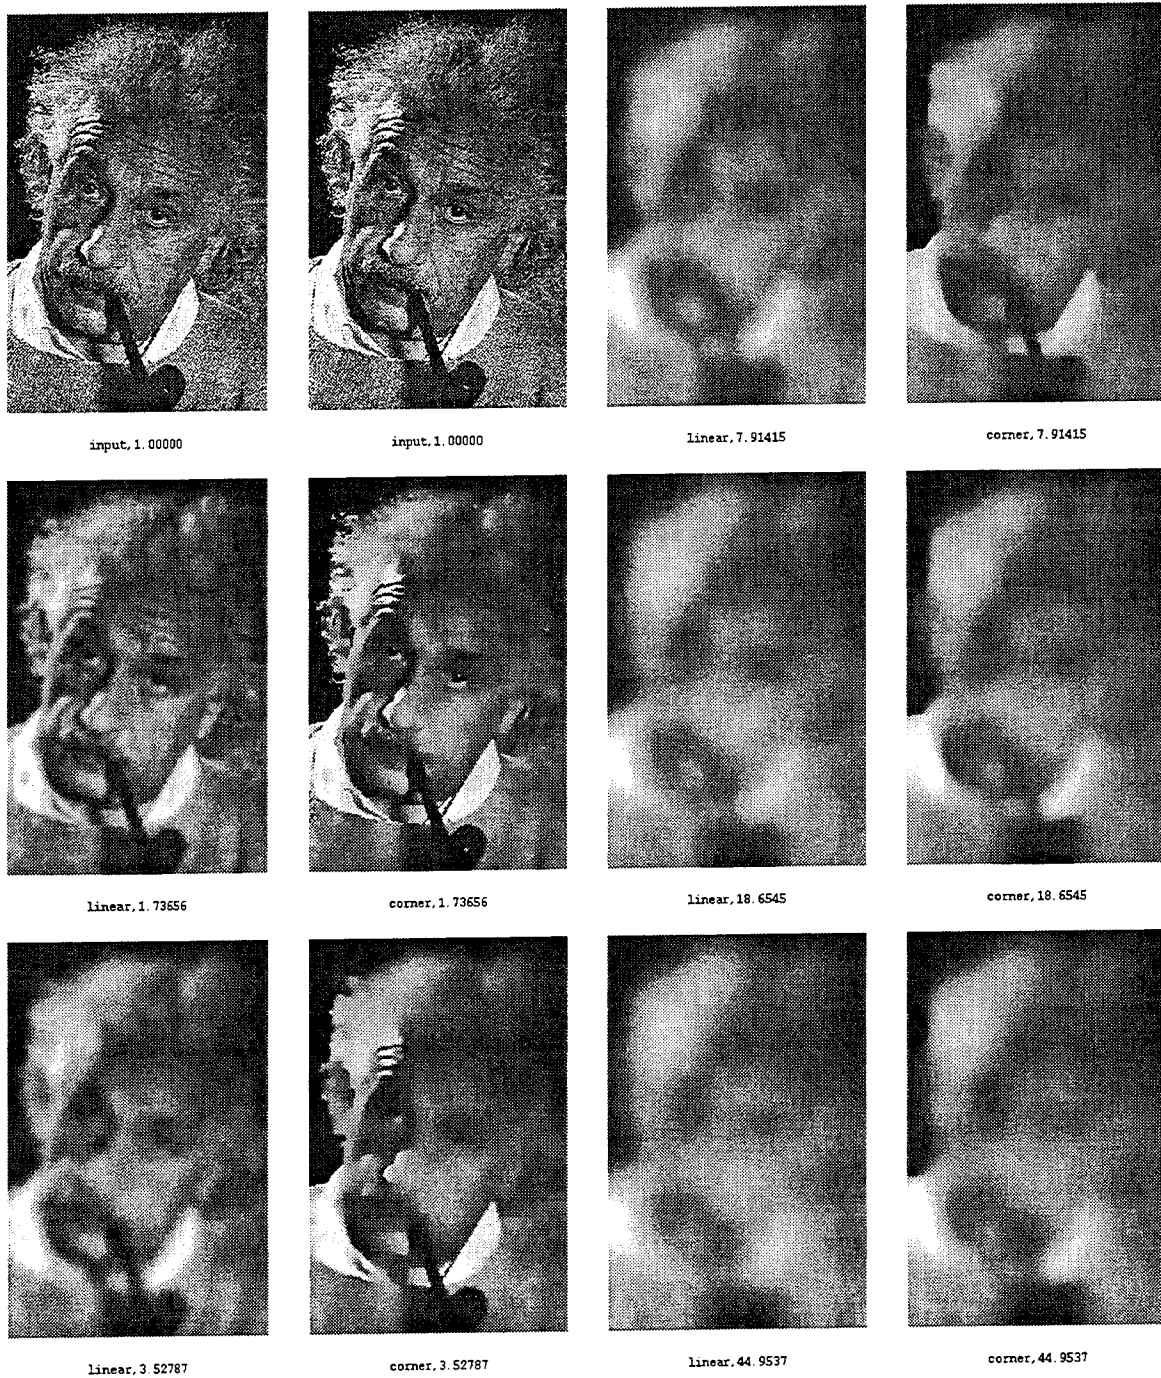 input,1.00000
input,1.00000
linear,7.91415
corner,7.91415
linear,1.73656
corner,1.73656
linear,18.6545
corner,18.6545
linear,3.52787
corner,3.52787
linear,44.9537
corner,44.9537